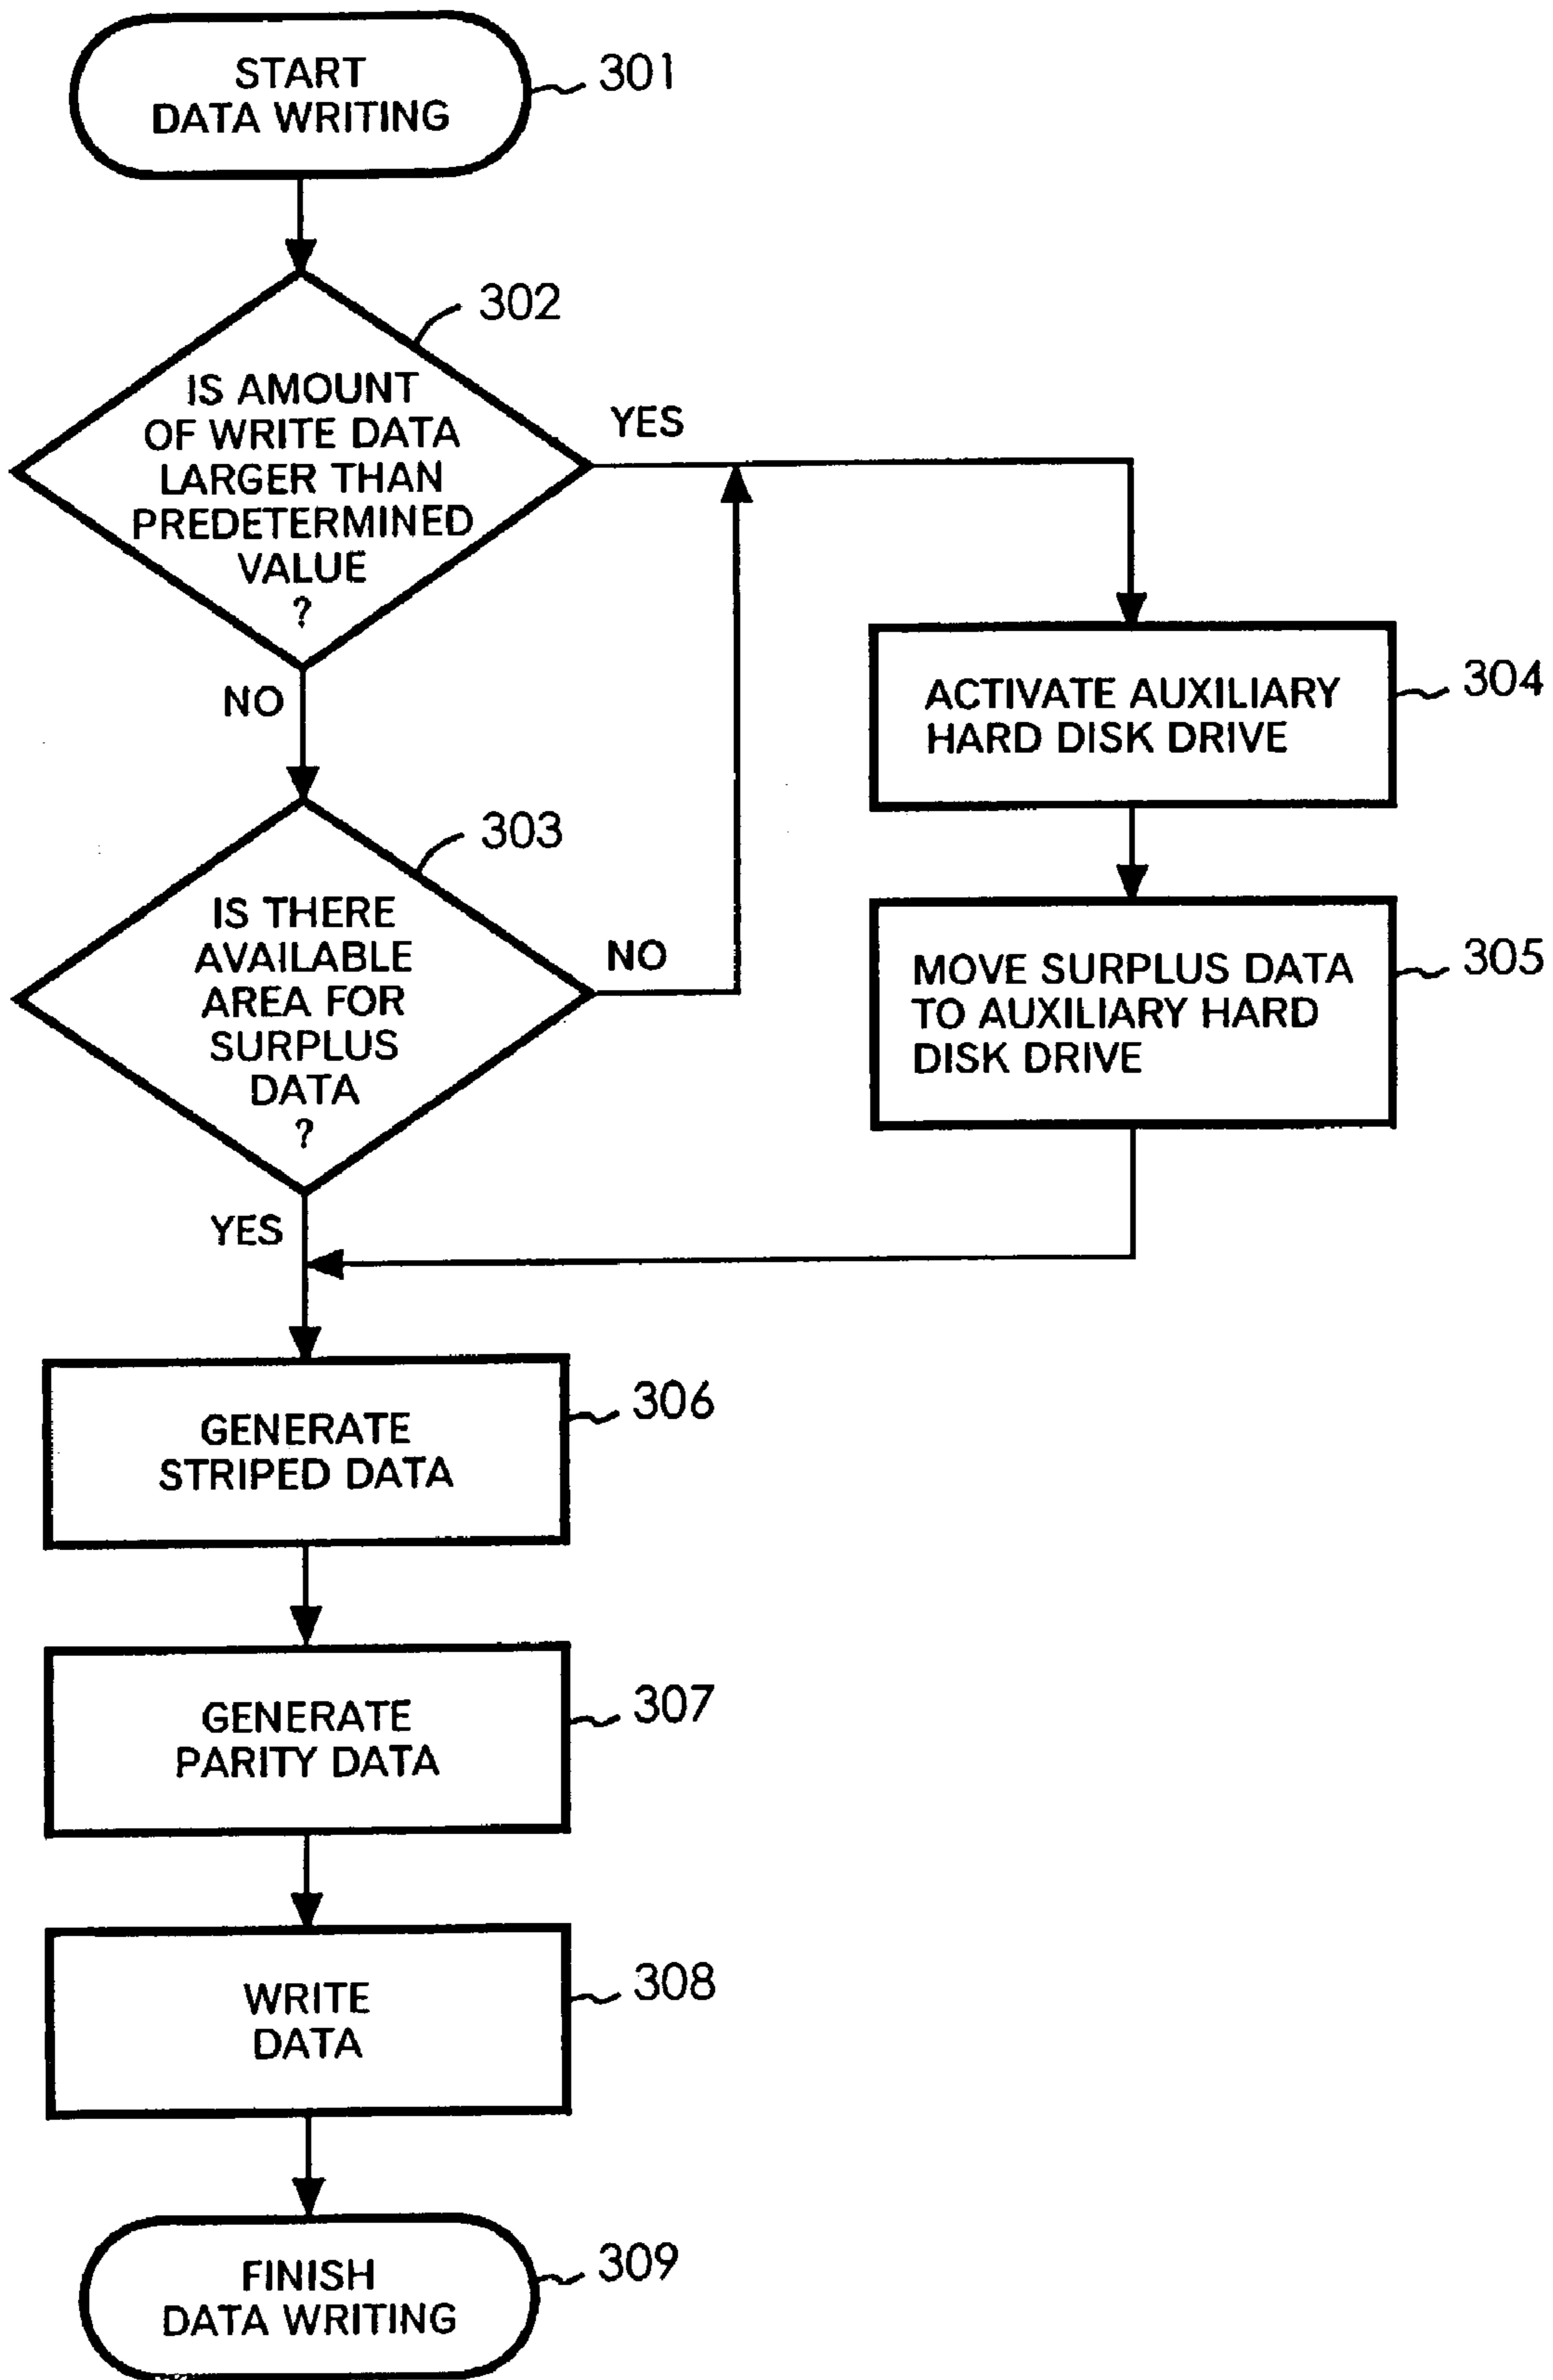 START
DATA WRITING
301
302
IS AMOUNT
OF WRITE DATA
LARGER THAN
PREDETERMINED
VALUE
?
YES
NO
304
ACTIVATE AUXILIARY
HARD DISK DRIVE
303
IS THERE
AVAILABLE
AREA FOR
SURPLUS
DATA
?
NO
YES
305
MOVE SURPLUS DATA
TO AUXILIARY HARD
DISK DRIVE
306
GENERATE
STRIPED DATA
307
GENERATE
PARITY DATA
308
WRITE
DATA
309
FINISH
DATA WRITING